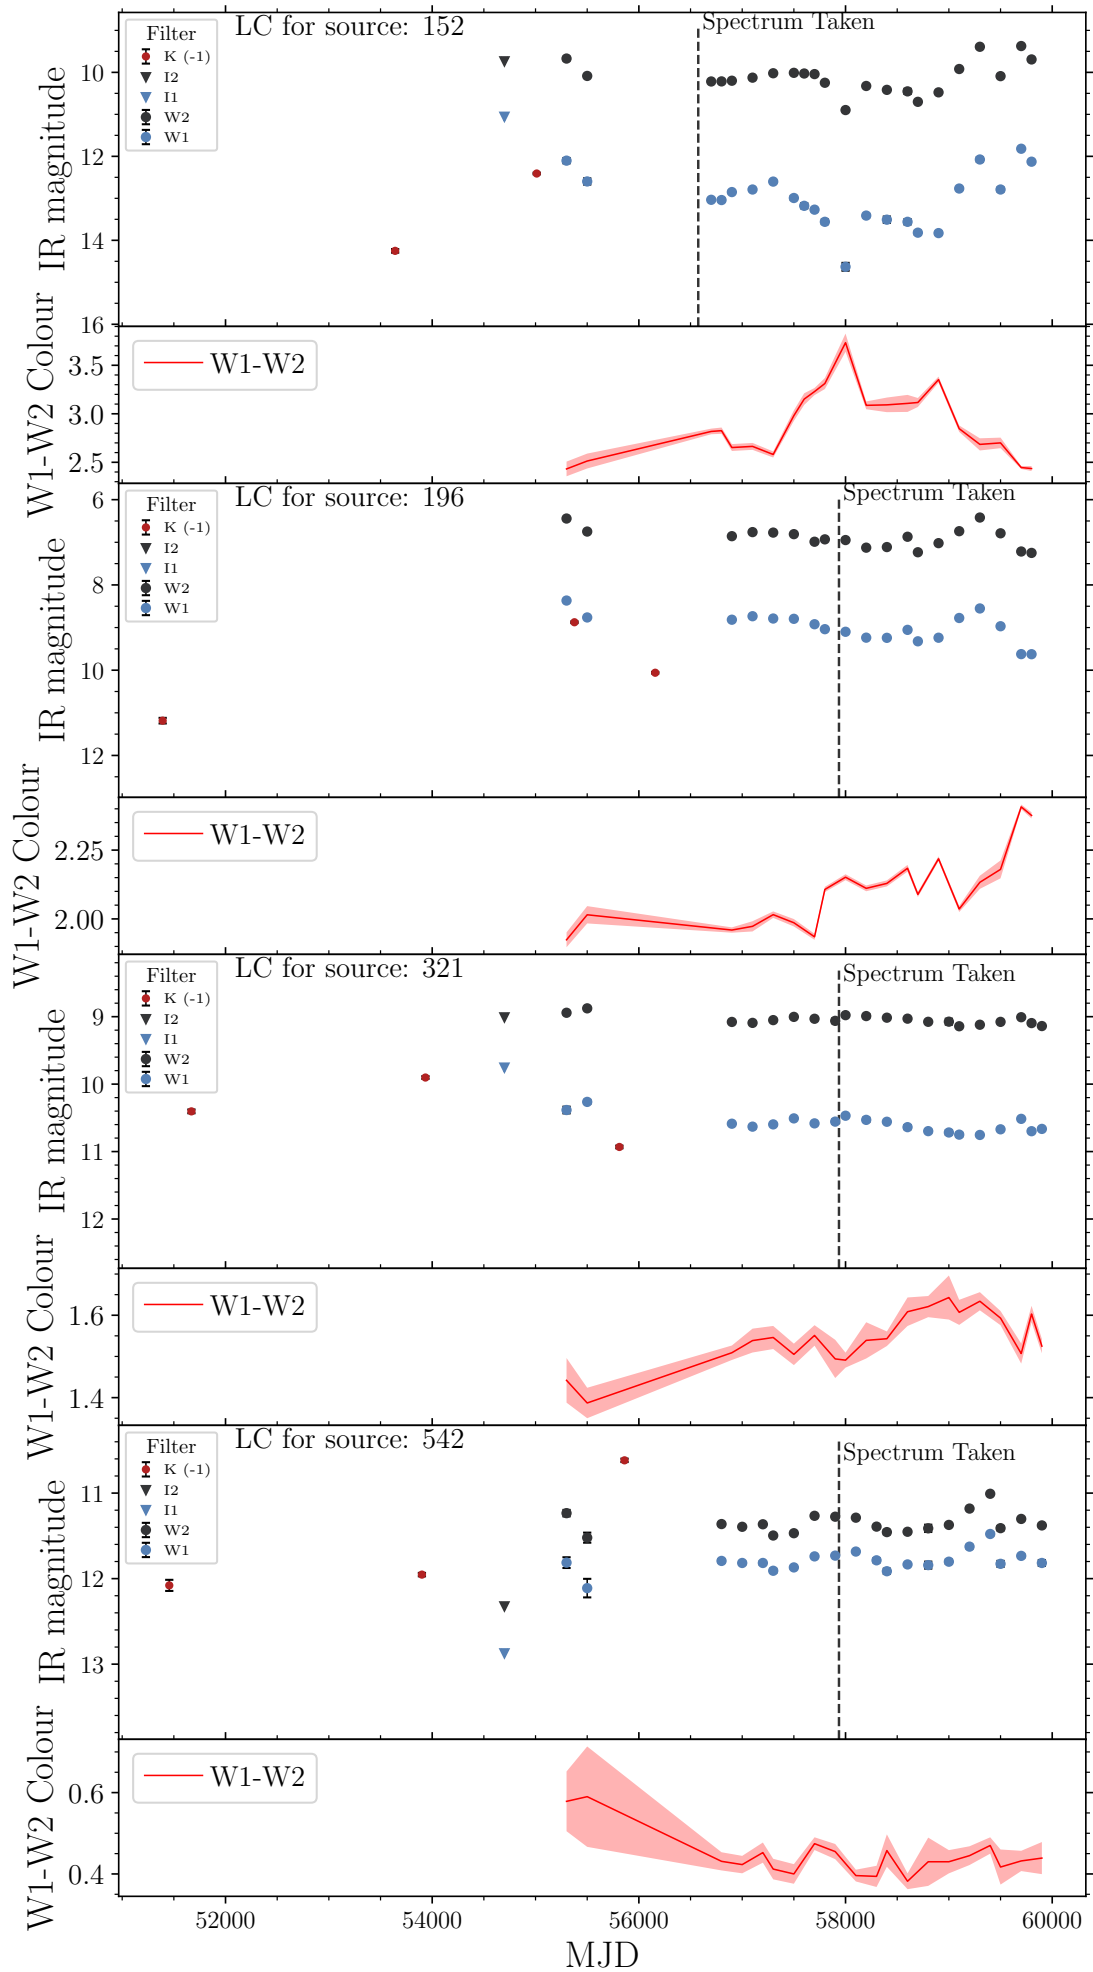 LC for source: 152
Spectrum Taken
Filter
K (-1)
I2
I1
W2
W1
10
12
14
16
IR magnitude
W1-W2
3.5
3.0
2.5
W1-W2 Colour
LC for source: 196
Spectrum Taken
Filter
K (-1)
I2
I1
W2
W1
6
8
10
12
IR magnitude
W1-W2
2.25
2.00
W1-W2 Colour
LC for source: 321
Spectrum Taken
Filter
K (-1)
I2
I1
W2
W1
9
10
11
12
IR magnitude
W1-W2
1.6
1.4
W1-W2 Colour
LC for source: 542
Spectrum Taken
Filter
K (-1)
I2
I1
W2
W1
11
12
13
IR magnitude
W1-W2
0.6
0.4
W1-W2 Colour
52000 54000 56000 58000 60000
MJD